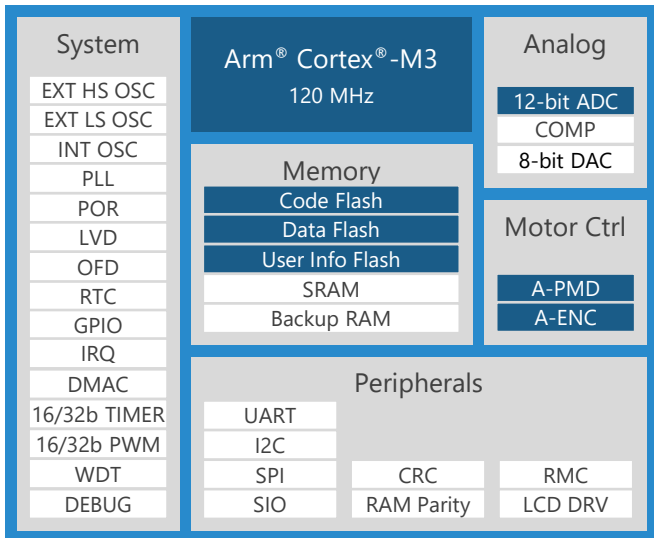 System
EXT HS OSC
EXT LS OSC
INT OSC
PLL
POR
LVD
OFD
RTC
GPIO
IRQ
DMAC
16/32b TIMER
16/32b PWM
WDT
DEBUG
Arm® Cortex®-M3
120 MHz
Memory
Code Flash
Data Flash
User Info Flash
SRAM
Backup RAM
Analog
12-bit ADC
COMP
8-bit DAC
Motor Ctrl
A-PMD
A-ENC
Peripherals
UART
I2C
SPI
SIO
CRC
RAM Parity
RMC
LCD DRV